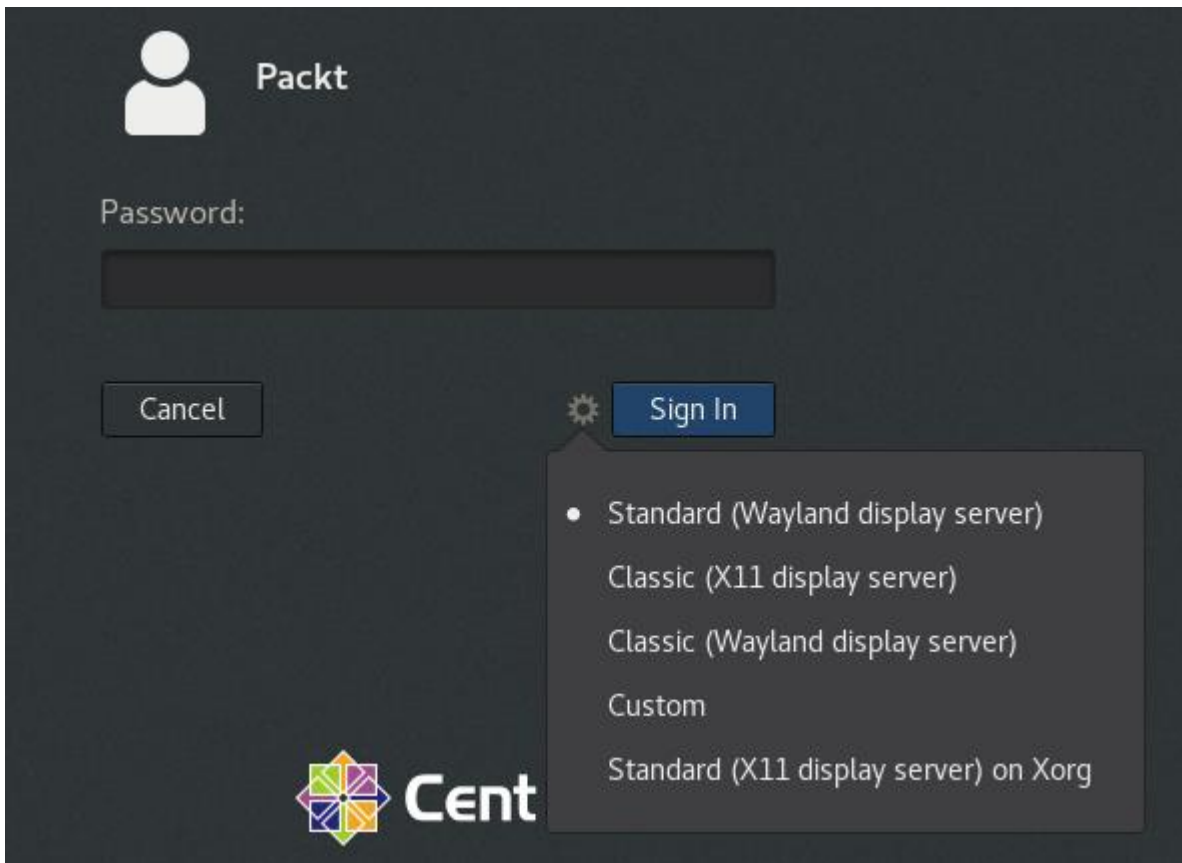 Packt
Password:
Cancel
Sign In
Standard (Wayland display server)
Classic (X11 display server)
Classic (Wayland display server)
Custom
Standard (X11 display server) on Xorg
Cent